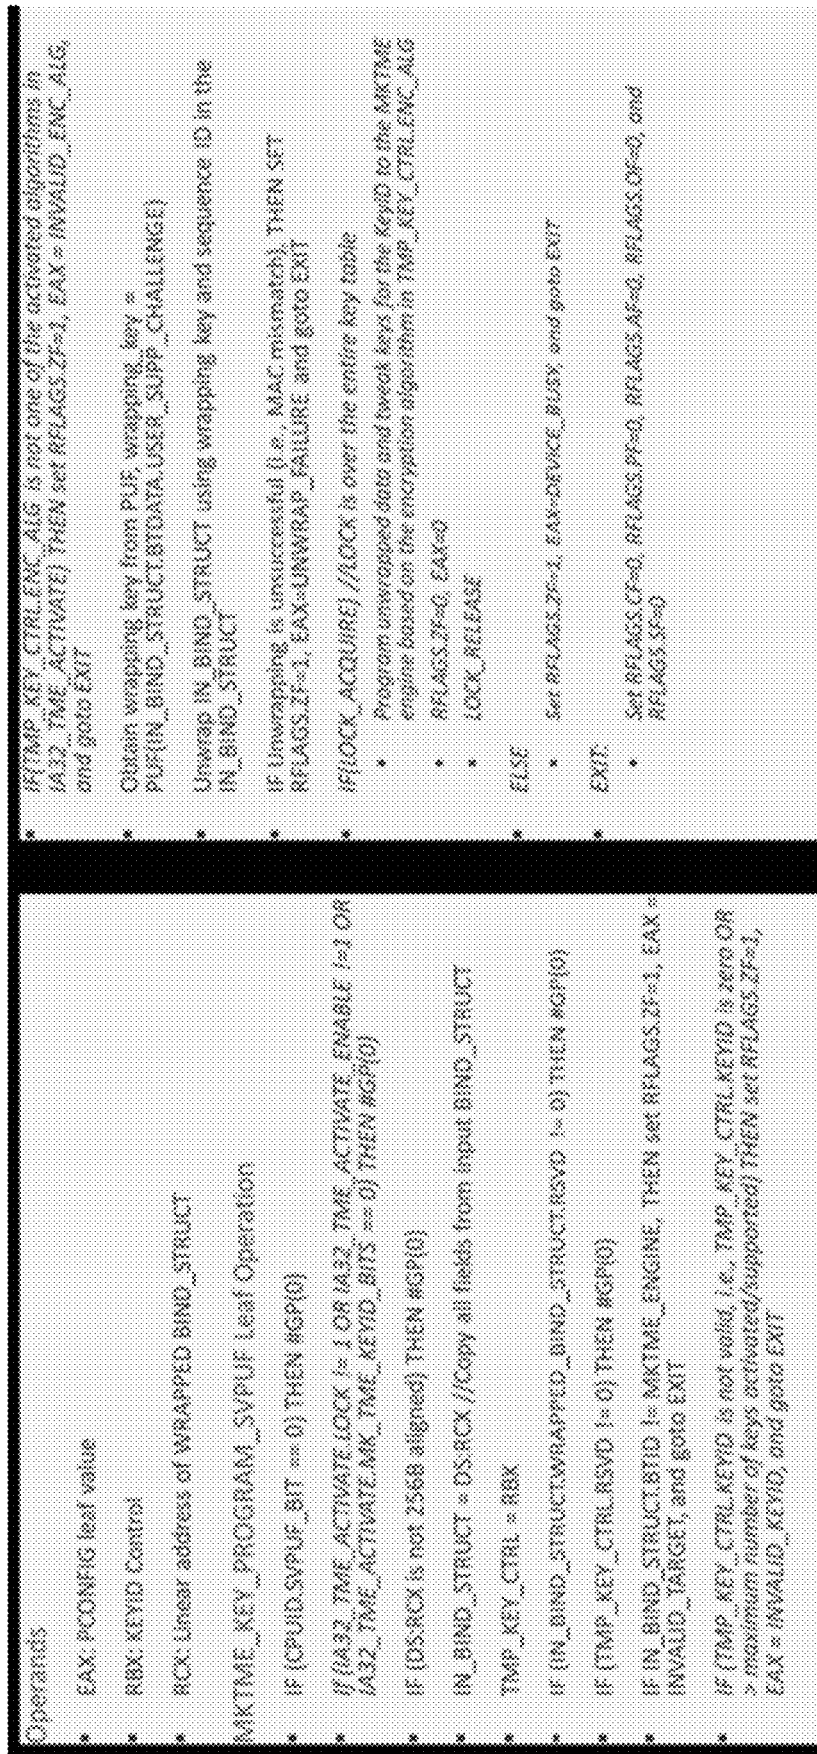 Operands
• EAX: PCONFIG leaf value
• RBX: KEYID Control
• RCX: Linear address of WRAPPED BIND_STRUCT
MKTME_KEY_PROGRAM_SVPUF Leaf Operation
• IF (CPUID.SVPUF_BIT == 0) THEN #GP(0)
• If (IA32_TME_ACTIVATE.LOCK != 1 OR IA32_TME_ACTIVATE_ENABLE !=1 OR
IA32_TME_ACTIVATE.MK_TME_KEYID_BITS == 0) THEN #GP(0)
• IF (DS:RCX is not 256B aligned) THEN #GP(0)
• IN_BIND_STRUCT = DS:RCX //Copy all fields from input BIND_STRUCT
• TMP_KEY_CTRL = RBX
• IF (IN_BIND_STRUCT.WRAPPED_BIND_STRUCT.RSVD != 0) THEN #GP(0)
• IF (TMP_KEY_CTRL.RSVD != 0) THEN #GP(0)
• IF IN_BIND_STRUCT.BTID != MKTME_ENGINE, THEN set RFLAGS.ZF=1, EAX =
INVALID_TARGET, and goto EXIT
• IF (TMP_KEY_CTRL.KEYID is not valid, i.e., TMP_KEY_CTRL.KEYID is zero OR
> maximum number of keys activated/supported) THEN set RFLAGS.ZF=1,
EAX = INVALID_KEYID, and goto EXIT
• IF(TMP_KEY_CTRL.ENC_ALG is not one of the activated algorithms in
IA32_TME_ACTIVATE) THEN set RFLAGS.ZF=1, EAX = INVALID_ENC_ALG,
and goto EXIT
• Obtain wrapping key from PUF, wrapping_key =
PUF(IN_BIND_STRUCT.BTDATA.USER_SUPP_CHALLENGE)
• Unwrap IN_BIND_STRUCT using wrapping_key and sequence ID in the
IN_BIND_STRUCT
• IF Unwrapping is unsuccessful (i.e., MAC mismatch), THEN SET
RFLAGS.ZF=1, EAX=UNWRAP_FAILURE and goto EXIT
• IF(LOCK_ACQUIRE) //LOCK is over the entire key table
• Program unwrapped data and tweak keys for the KeyID to the MKTME
engine based on the encryption algorithm in TMP_KEY_CTRL.ENC_ALG
• RFLAGS.ZF=0, EAX=0
• LOCK_RELEASE
• ELSE
• Set RFLAGS.ZF=1, EAX=DEVICE_BUSY, and goto EXIT
• EXIT:
• Set RFLAGS.CF=0, RFLAGS.PF=0, RFLAGS.AF=0, RFLAGS.OF=0, and
RFLAGS.SF=0